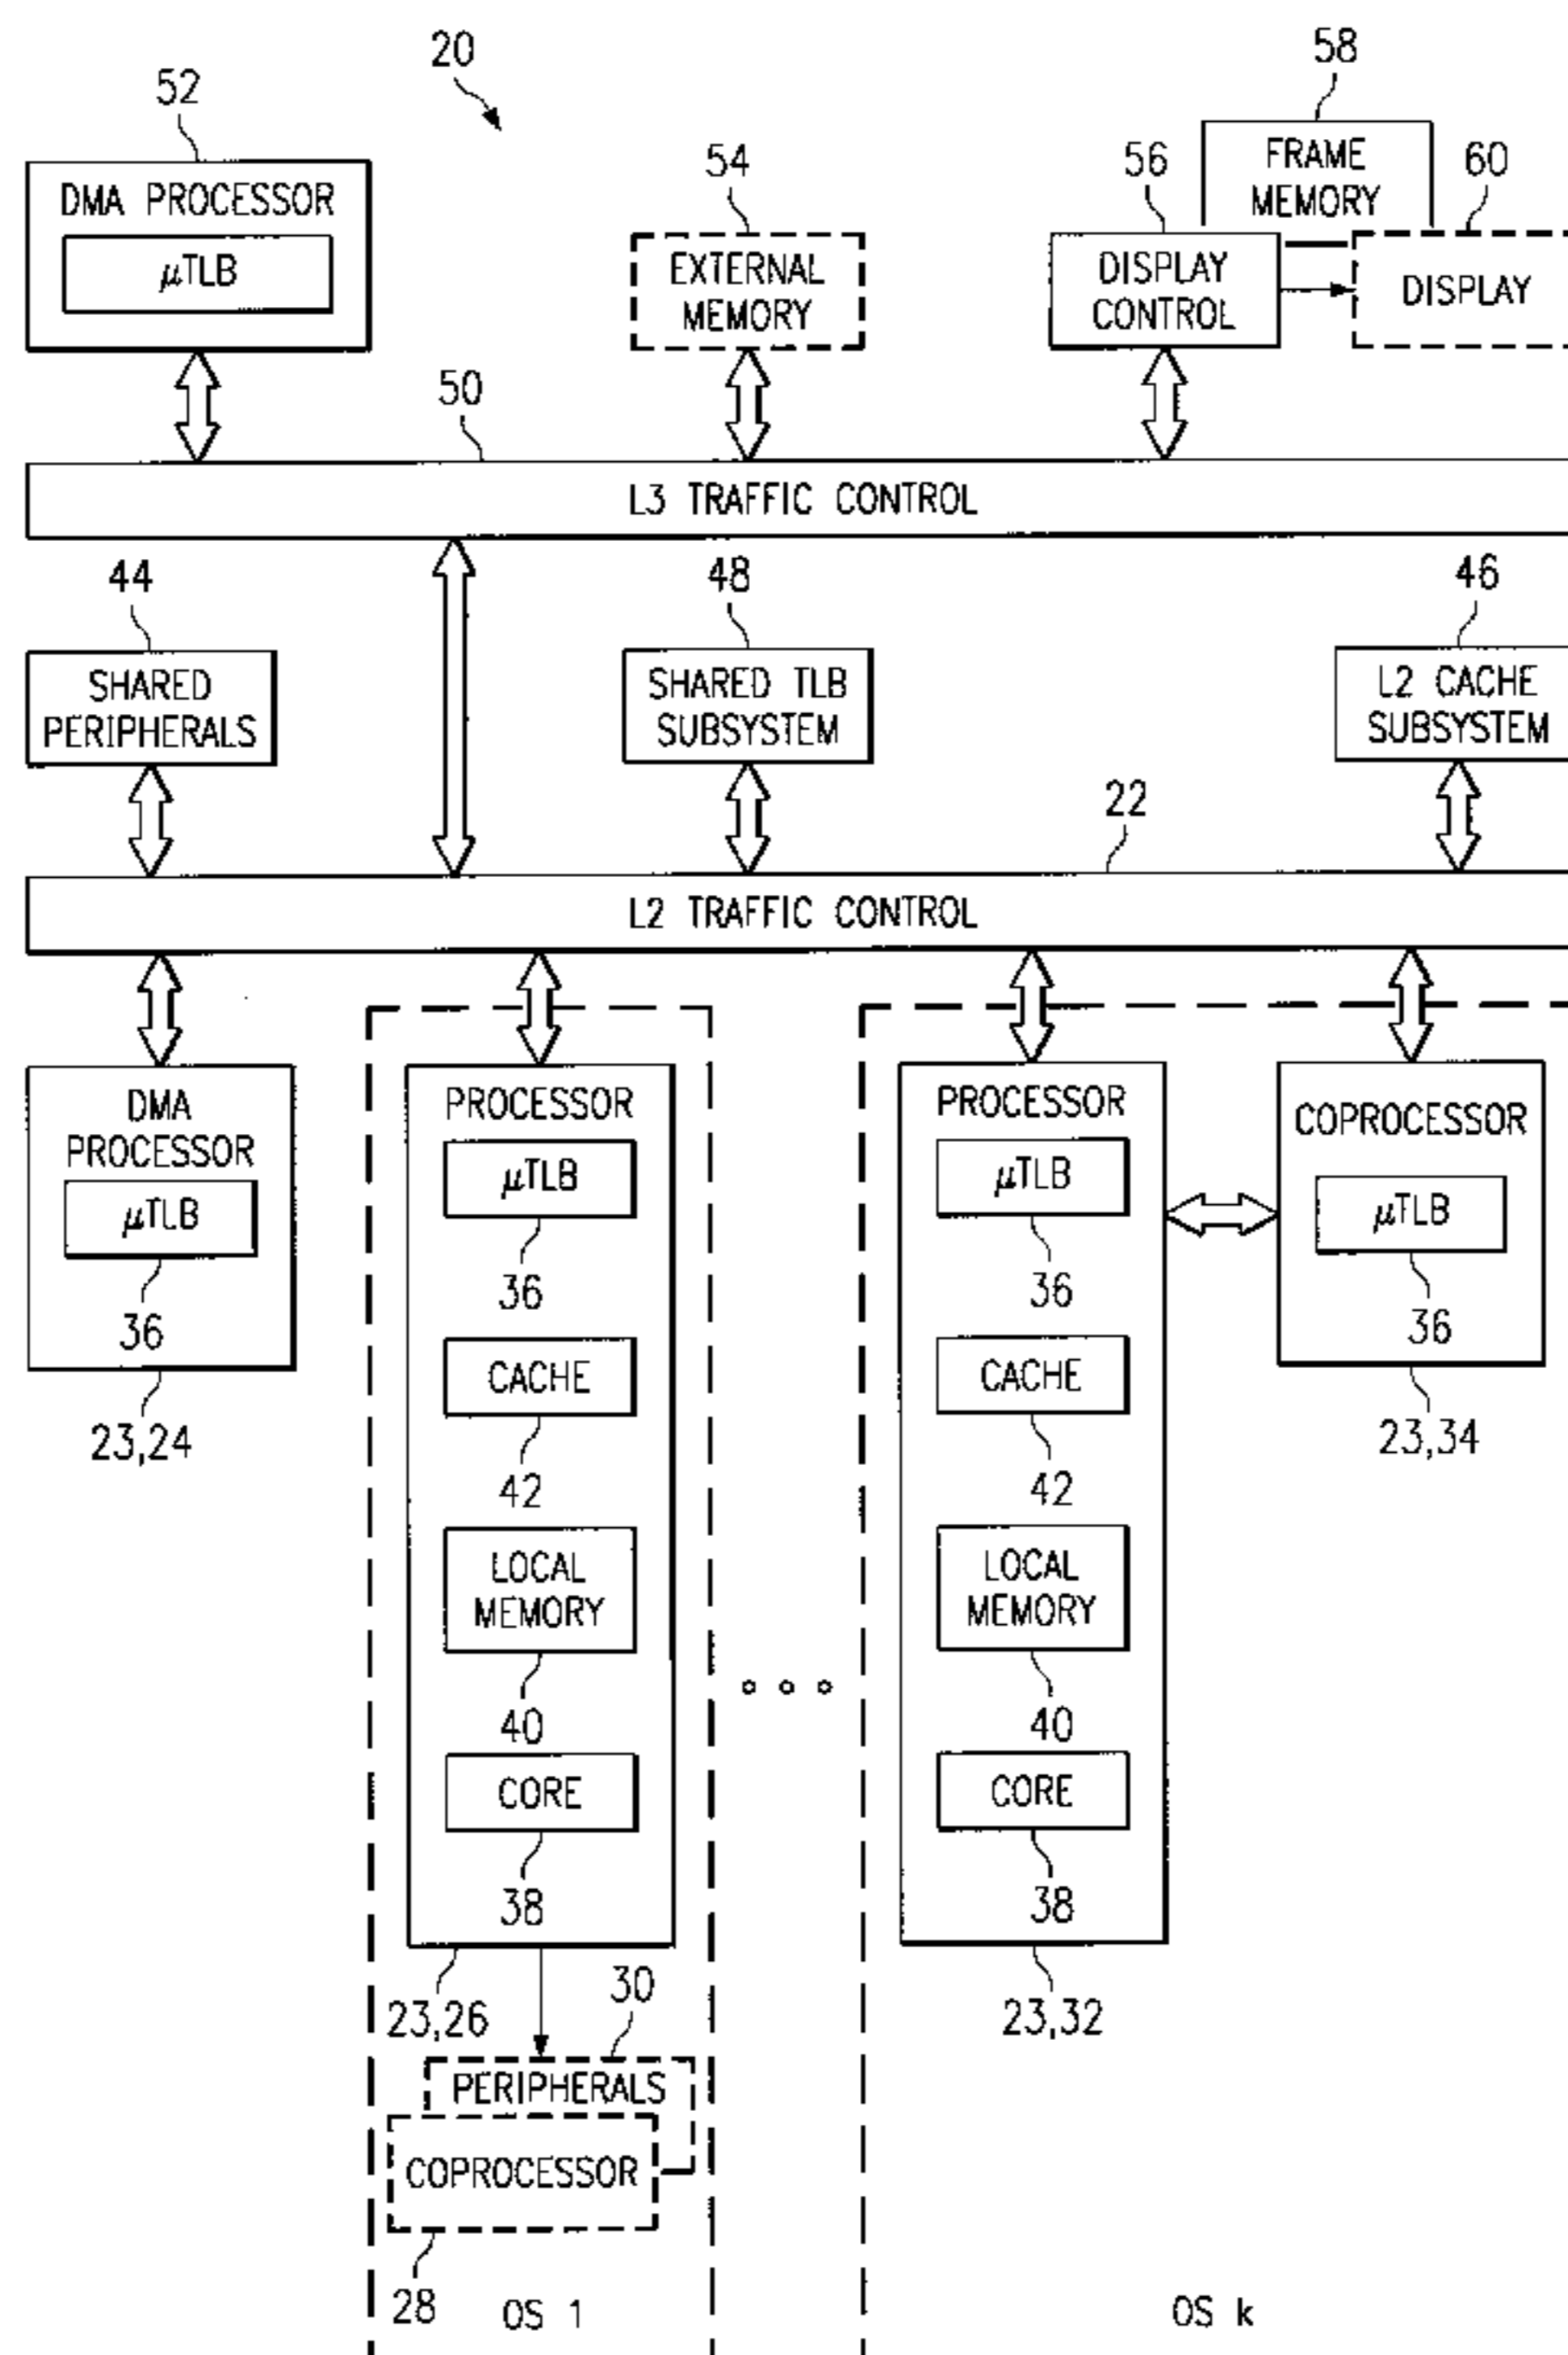 20
58
52
FRAME
MEMORY
54
56
60
DMA PROCESSOR
μTLB
EXTERNAL
MEMORY
DISPLAY
CONTROL
DISPLAY
50
L3 TRAFFIC CONTROL
44
48
46
SHARED
PERIPHERALS
SHARED TLB
SUBSYSTEM
L2 CACHE
SUBSYSTEM
22
L2 TRAFFIC CONTROL
DMA
PROCESSOR
μTLB
36
23,24
PROCESSOR
μTLB
36
CACHE
42
LOCAL
MEMORY
40
CORE
38
23,26
30
PERIPHERALS
COPROCESSOR
28
OS 1
PROCESSOR
μTLB
36
CACHE
42
LOCAL
MEMORY
40
CORE
38
23,32
COPROCESSOR
μTLB
36
23,34
OS k